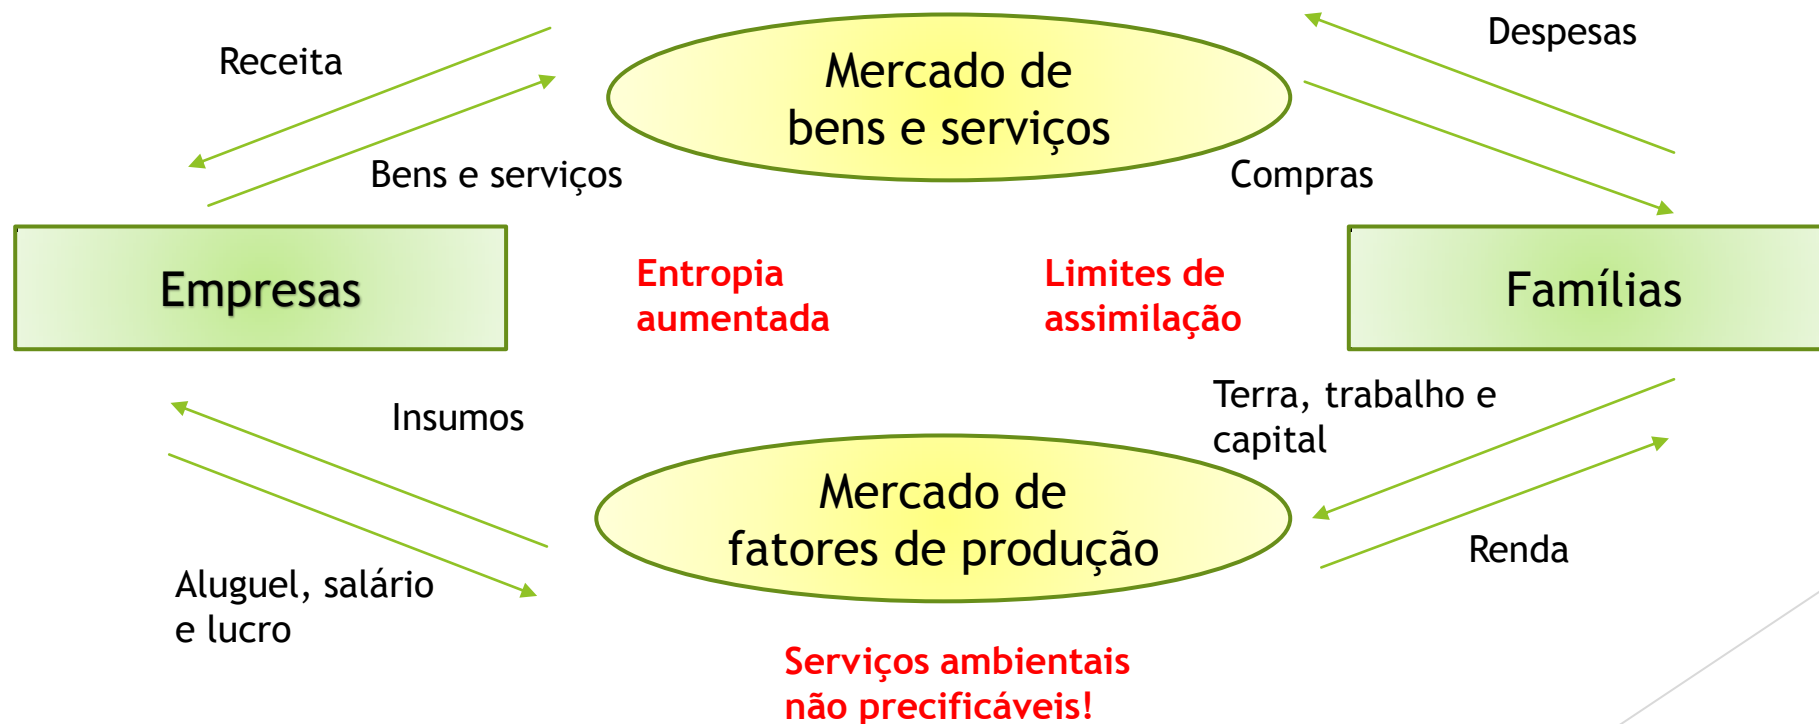 Despesas
Receita
Mercado de
bens e serviços
Bens e serviços
Compras
Empresas
Entropia
aumentada
Limites de
assimilação
Famílias
Insumos
Terra, trabalho e
capital
Mercado de
fatores de produção
Renda
Aluguel, salário
e lucro
Serviços ambientais
não precificáveis!